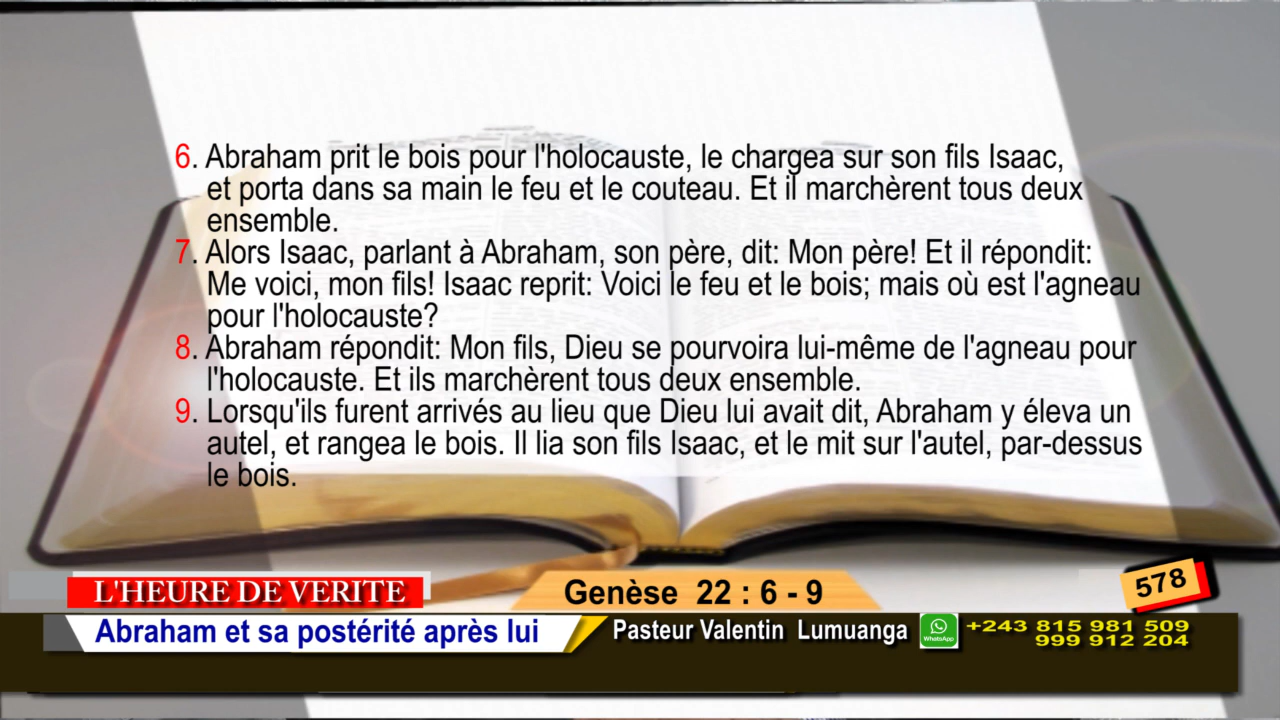 6. Abraham prit le bois pour l'holocauste, le chargea sur son fils Isaac,
et porta dans sa main le feu et le couteau. Et il marchèrent tous deux
ensemble.
7. Alors Isaac, parlant à Abraham, son père, dit: Mon père! Et il répondit:
Me voici, mon fils! Isaac reprit: Voici le feu et le bois; mais où est l'agneau
pour l'holocauste?
8. Abraham répondit: Mon fils, Dieu se pourvoira lui-même de l'agneau pour
l'holocauste. Et ils marchèrent tous deux ensemble.
9. Lorsqu'ils furent arrivés au lieu que Dieu lui avait dit, Abraham y éleva un
autel, et rangea le bois. Il lia son fils Isaac, et le mit sur l'autel, par-dessus
le bois.
L'HEURE DE VERITE
Genèse 22 : 6 - 9
578
Abraham et sa postérité après lui
Pasteur Valentin Lumuanga
WhatsApp
+243 815 981 509
999 912 204